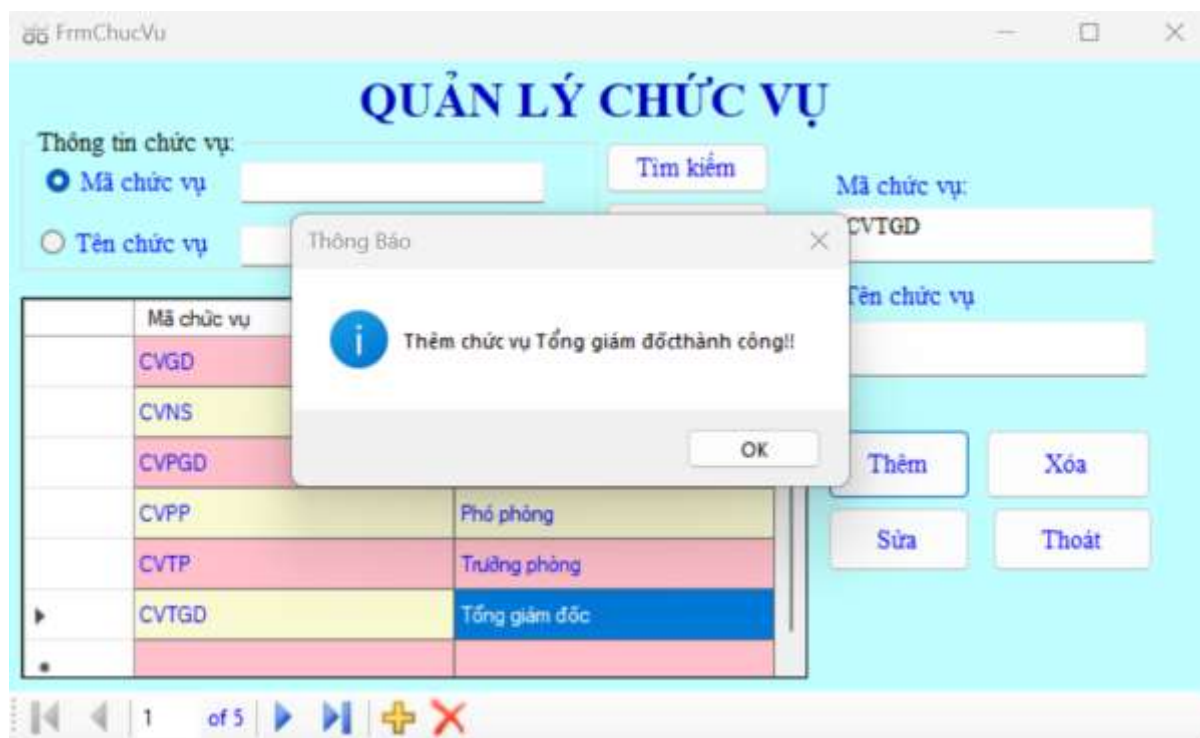 FrmChucVu
QUẢN LÝ CHỨC VỤ
Thông tin chức vụ:
Mã chức vụ
Tìm kiếm
Tên chức vụ
Mã chức vụ:
CVTGD
Tên chức vụ
Thông Báo
Thêm chức vụ Tổng giám đốcthành công!!
OK
Mã chức vụ
CVGD
CVNS
CVPGD
CVPP Phó phòng
CVTP Trưởng phòng
CVTGD Tổng giám đốc
Thêm Xóa
Sửa Thoát
1 of 5